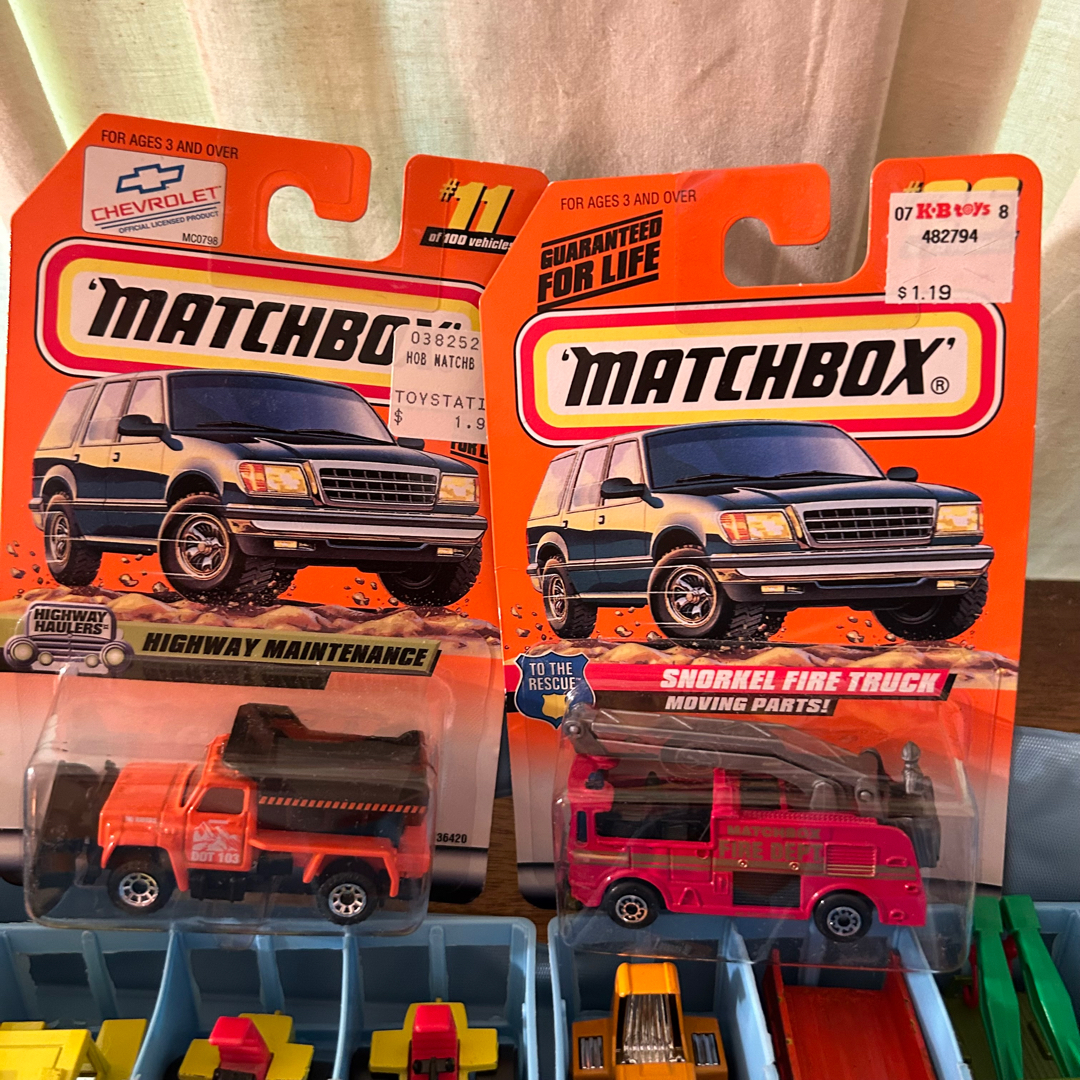 FOR AGES 3 AND OVER
CHEVROLET
OFFICIAL LICENSED PRODUCT
MC0798
#11
of 100 vehicles
'MATCHBOX'
038252
HOB MATCHB
TOYSTATI
$ 1.9
FOR L
HIGHWAY
HAULERS
HIGHWAY MAINTENANCE
DOT 103
36420
FOR AGES 3 AND OVER
GUARANTEED
FOR LIFE
07 K·B toys 8
482794
$1.19
'MATCHBOX'®
TO THE
RESCUE™
SNORKEL FIRE TRUCK
MOVING PARTS!
MATCHBOX
FIRE DEPT